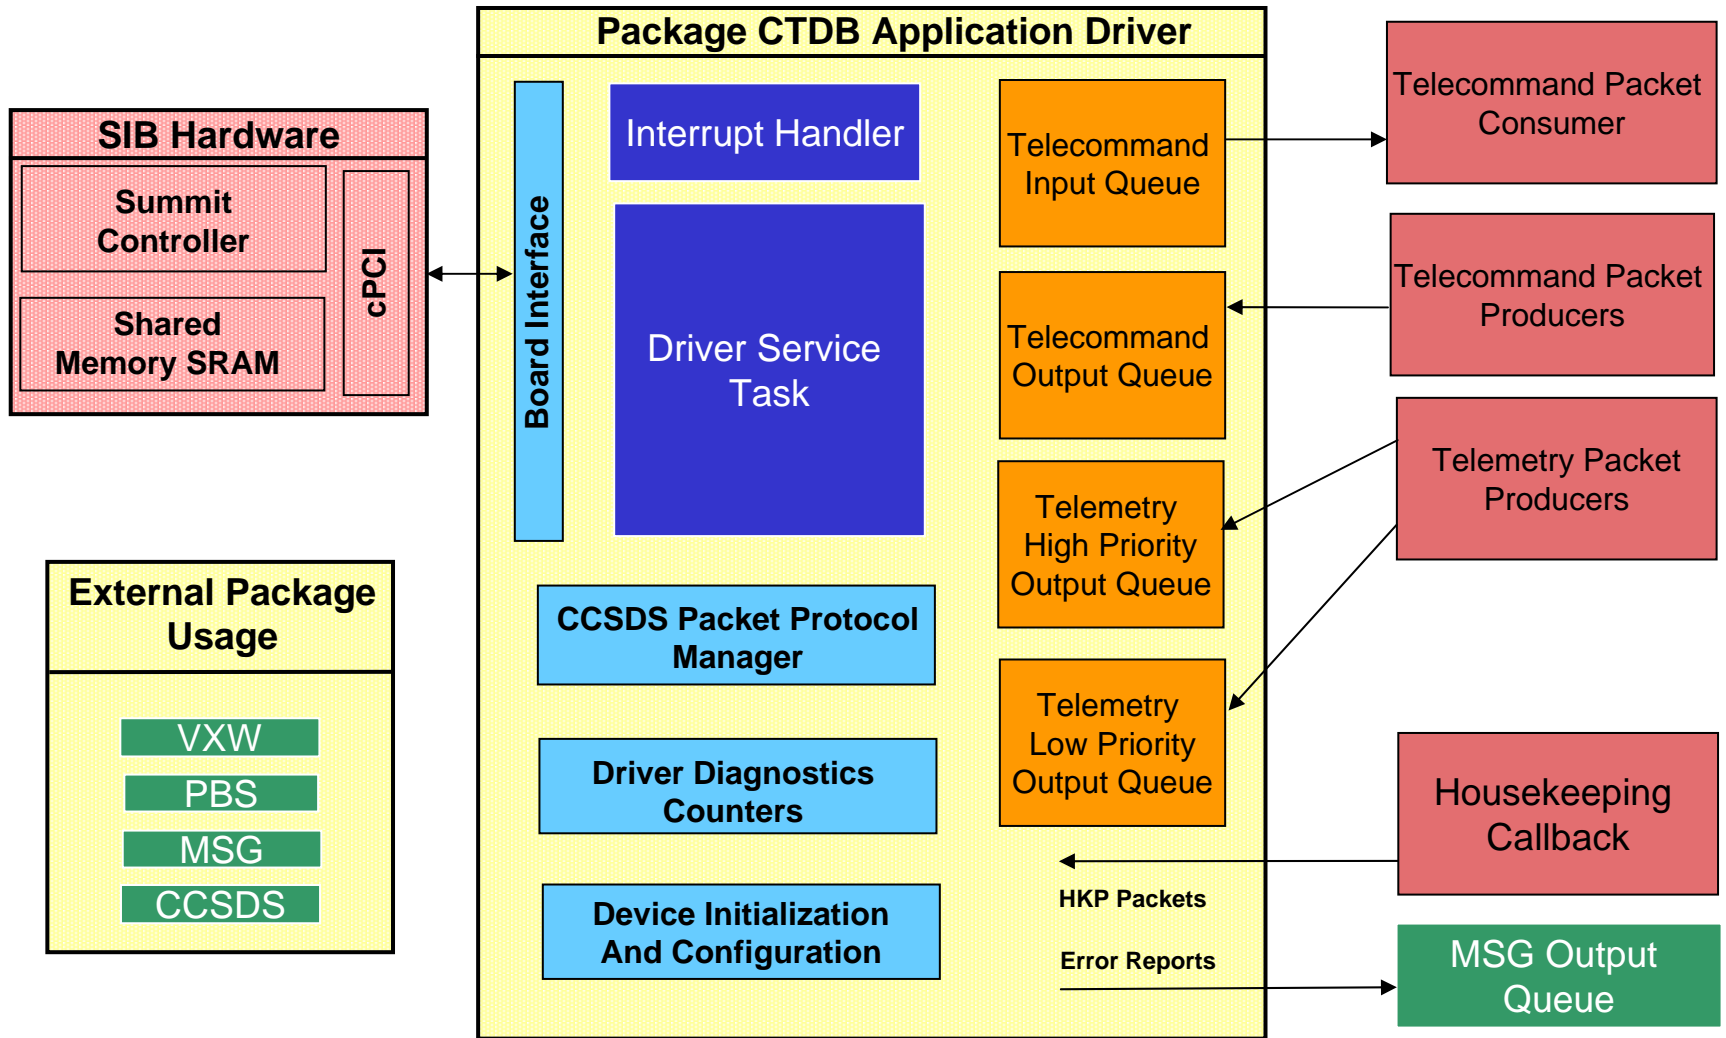 Package CTDB Application Driver
SIB Hardware
Summit
Controller
Shared
Memory SRAM
cPCI
Board Interface
Interrupt Handler
Driver Service
Task
CCSDS Packet Protocol
Manager
Driver Diagnostics
Counters
Device Initialization
And Configuration
Telecommand
Input Queue
Telecommand
Output Queue
Telemetry
High Priority
Output Queue
Telemetry
Low Priority
Output Queue
HKP Packets
Error Reports
Telecommand Packet
Consumer
Telecommand Packet
Producers
Telemetry Packet
Producers
Housekeeping
Callback
MSG Output
Queue
External Package
Usage
VXW
PBS
MSG
CCSDS